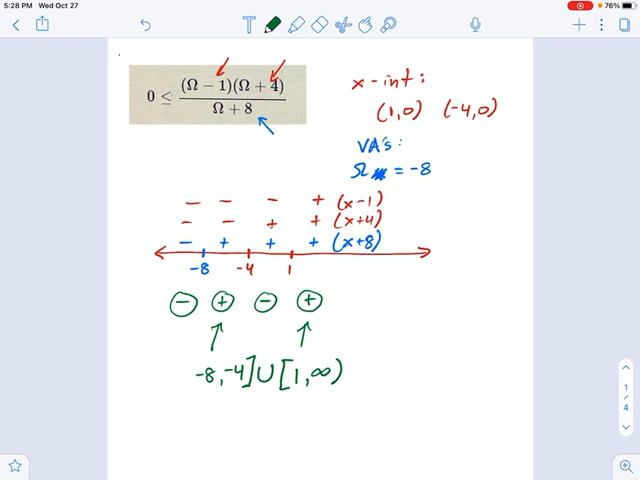 5:28 PM Wed Oct 27
76%
0 ≤ (Ω − 1)(Ω + 4) / Ω + 8
x-int:
(1,0) (-4,0)
VA's:
Ω = -8
− − − + (x-1)
− − + + (x+4)
− + + + (x+8)
-8 -4 1
− + − +
-8,-4]∪[1,∞)
1
/
4